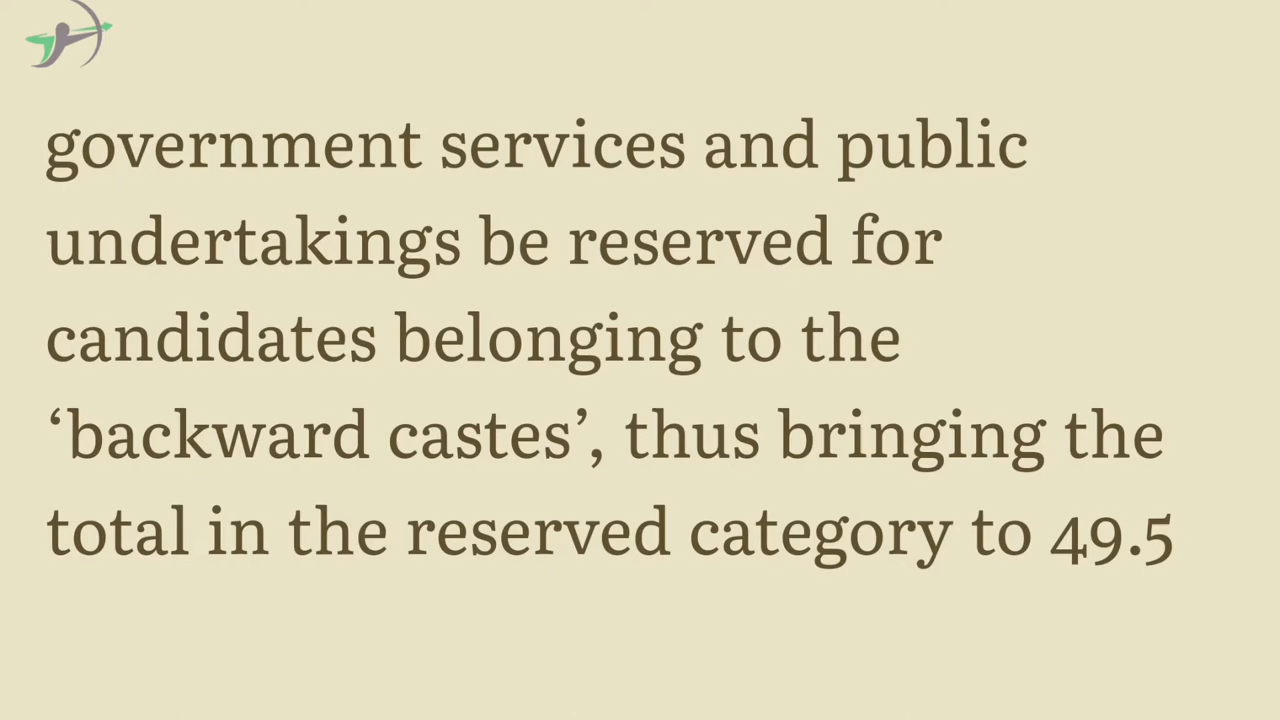 government services and public
undertakings be reserved for
candidates belonging to the
‘backward castes’, thus bringing the
total in the reserved category to 49.5